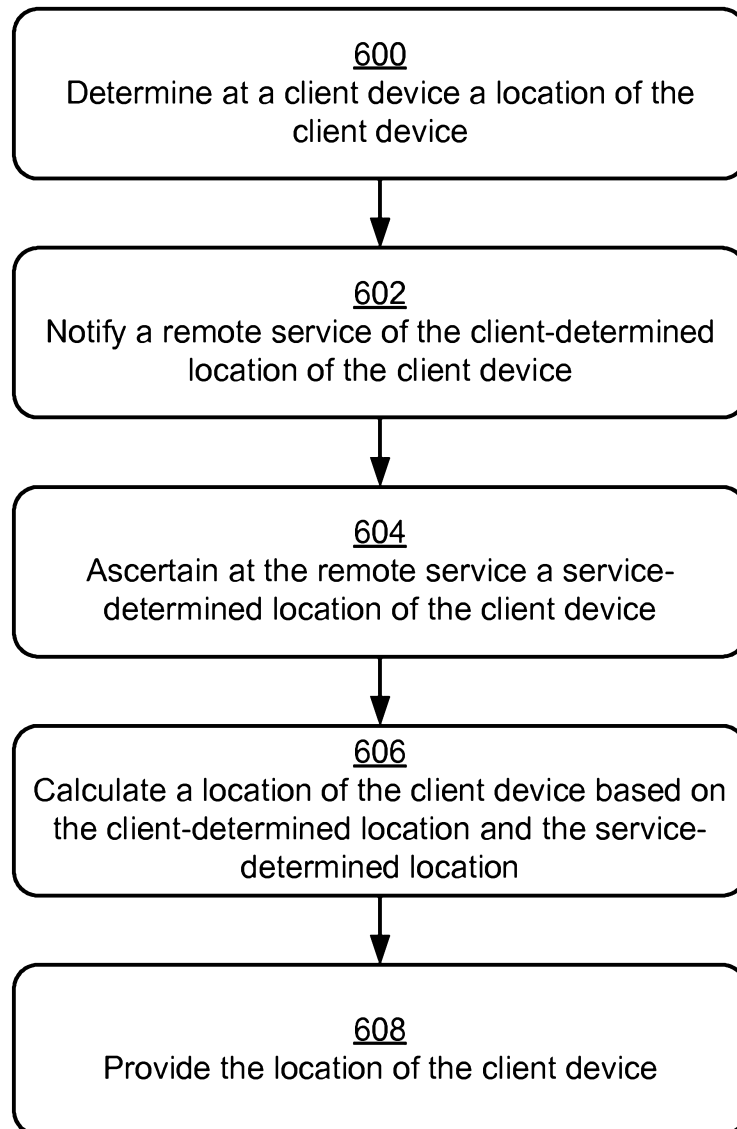 600
Determine at a client device a location of the
client device
602
Notify a remote service of the client-determined
location of the client device
604
Ascertain at the remote service a service-
determined location of the client device
606
Calculate a location of the client device based on
the client-determined location and the service-
determined location
608
Provide the location of the client device